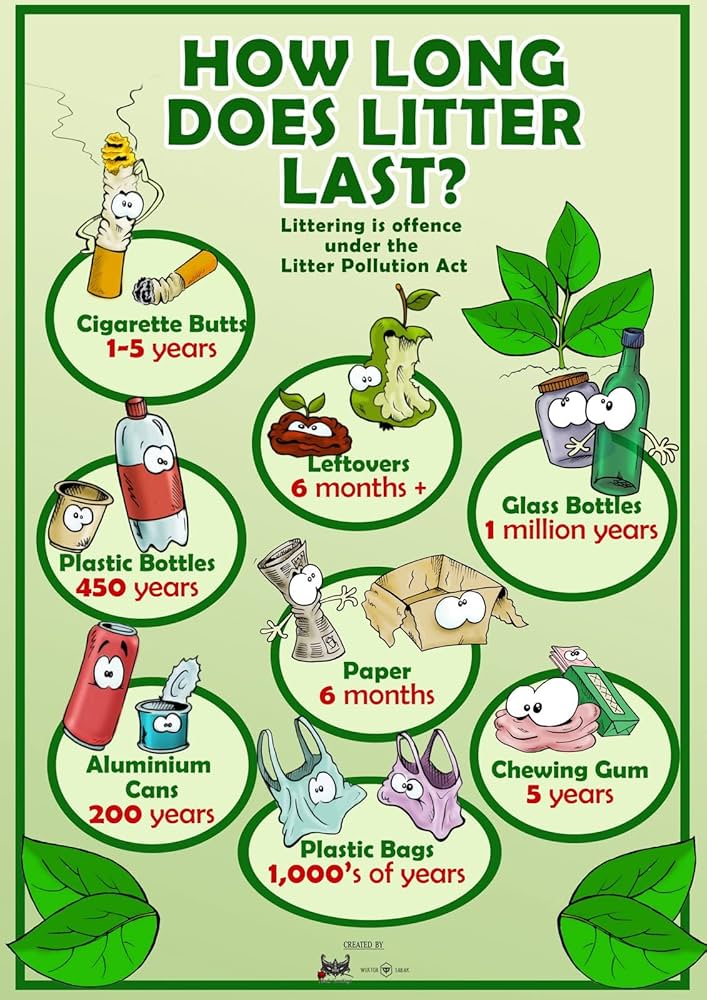 HOW LONG
DOES LITTER
LAST?
Littering is offence
under the
Litter Pollution Act
Cigarette Butts
1-5 years
Leftovers
6 months +
Glass Bottles
1 million years
Plastic Bottles
450 years
Paper
6 months
Aluminium
Cans
200 years
Chewing Gum
5 years
Plastic Bags
1,000's of years
CREATED BY
WIKTOR